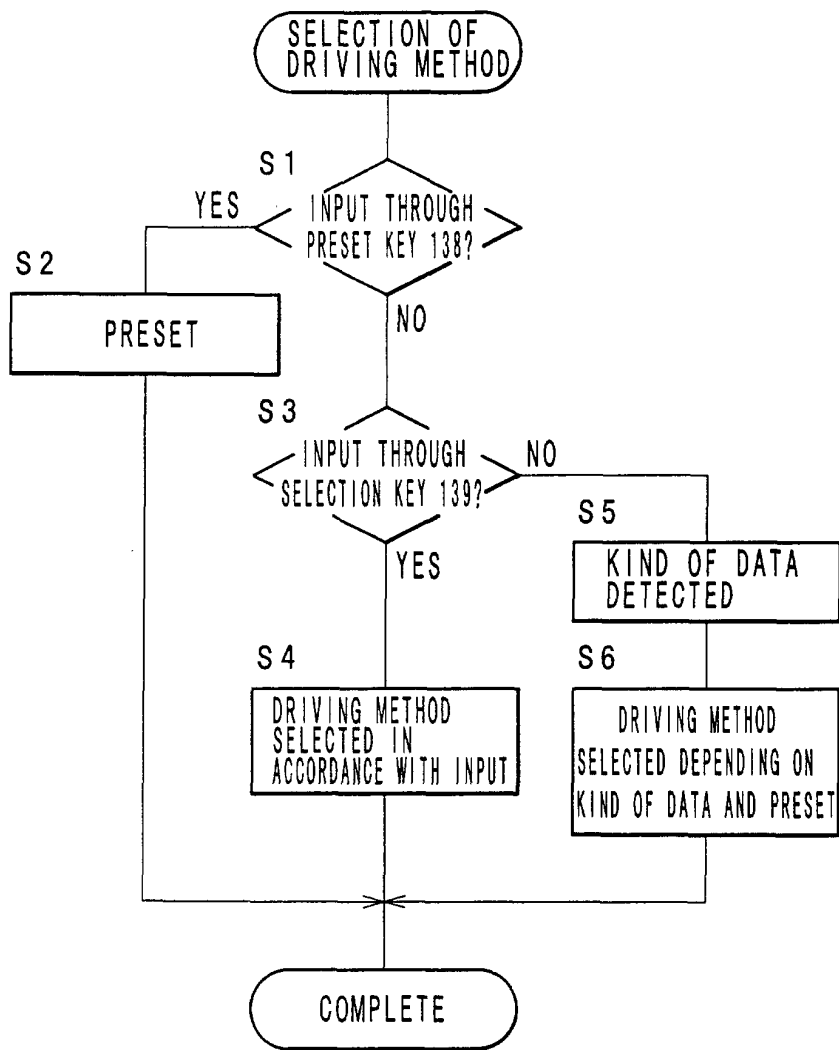 SELECTION OF
DRIVING METHOD
S1
INPUT THROUGH
PRESET KEY 138?
YES
NO
S2
PRESET
S3
INPUT THROUGH
SELECTION KEY 139?
NO
YES
S5
KIND OF DATA
DETECTED
S4
DRIVING METHOD
SELECTED IN
ACCORDANCE WITH INPUT
S6
DRIVING METHOD
SELECTED DEPENDING ON
KIND OF DATA AND PRESET
COMPLETE